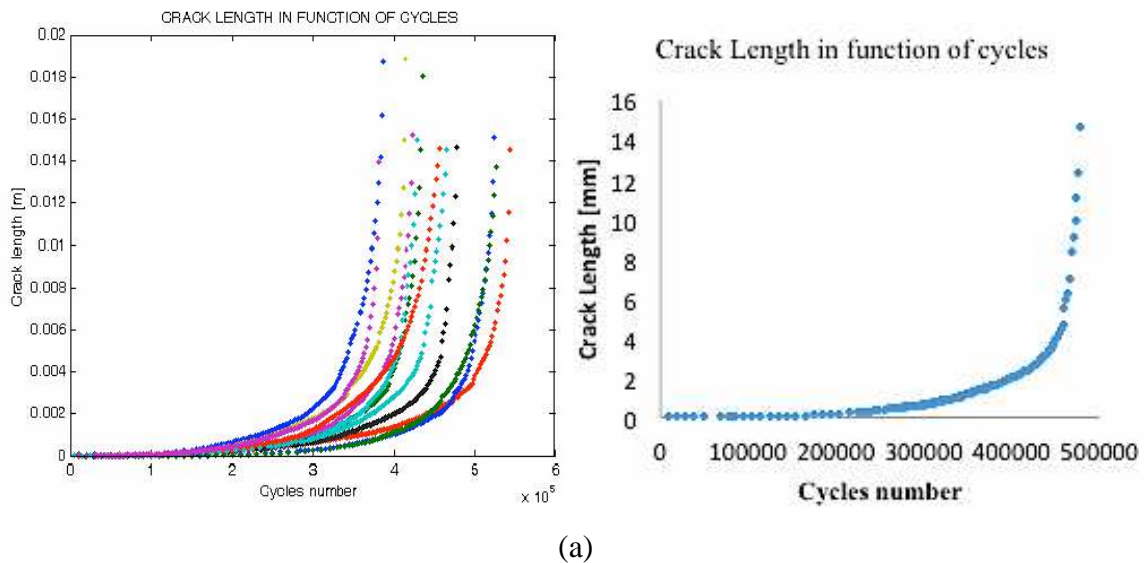 CRACK LENGTH IN FUNCTION OF CYCLES
0.02
0.018
0.016
0.014
0.012
0.01
0.008
0.006
0.004
0.002
0
Crack length [m]
0 1 2 3 4 5 6
Cycles number
x 10^5
Crack Length in function of cycles
16
14
12
10
8
6
4
2
0
Crack Length [mm]
0 100000 200000 300000 400000 500000
Cycles number
(a)